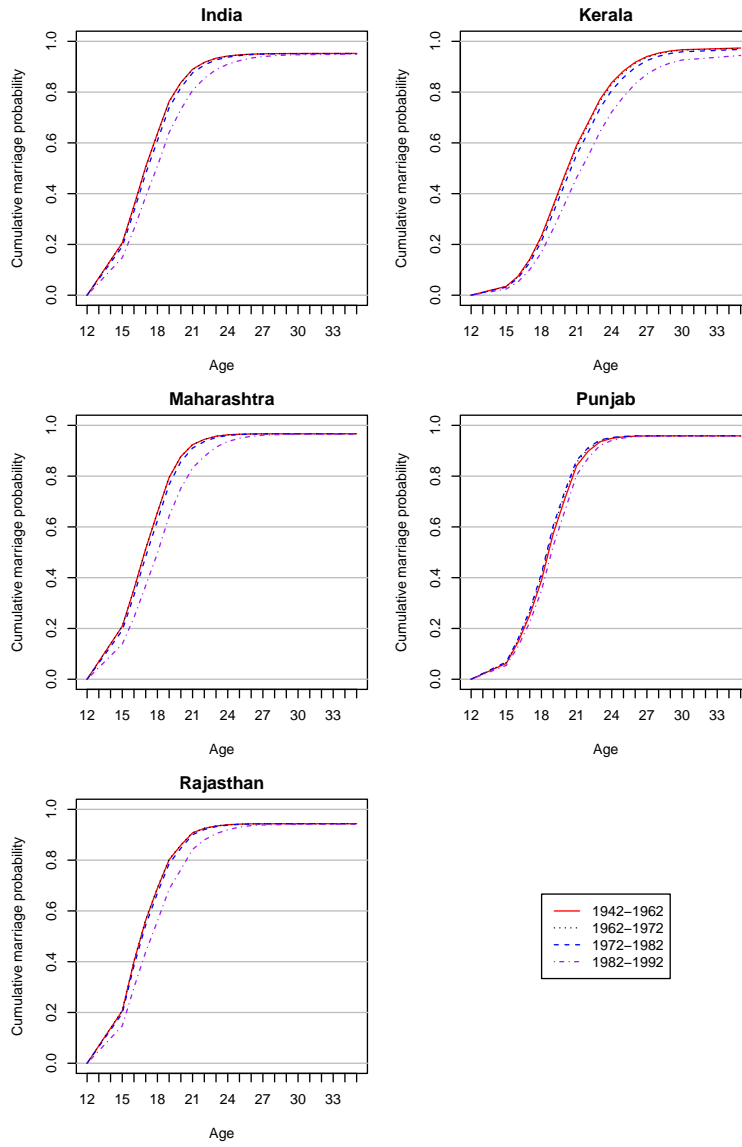 India
Cumulative marriage probability
0.0 0.2 0.4 0.6 0.8 1.0
12 15 18 21 24 27 30 33
Age
Kerala
Cumulative marriage probability
0.0 0.2 0.4 0.6 0.8 1.0
12 15 18 21 24 27 30 33
Age
Maharashtra
Cumulative marriage probability
0.0 0.2 0.4 0.6 0.8 1.0
12 15 18 21 24 27 30 33
Age
Punjab
Cumulative marriage probability
0.0 0.2 0.4 0.6 0.8 1.0
12 15 18 21 24 27 30 33
Age
Rajasthan
Cumulative marriage probability
0.0 0.2 0.4 0.6 0.8 1.0
12 15 18 21 24 27 30 33
Age
1942−1962
1962−1972
1972−1982
1982−1992